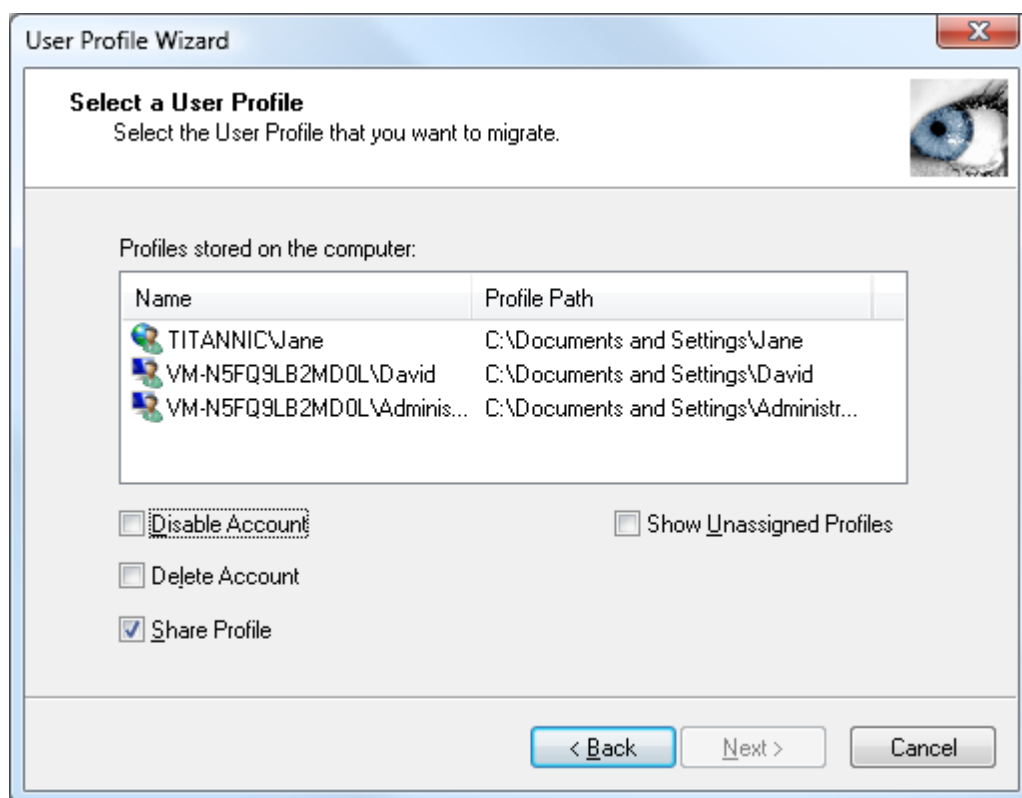 User Profile Wizard
Select a User Profile
Select the User Profile that you want to migrate.
Profiles stored on the computer:
Name Profile Path
TITANNIC\Jane C:\Documents and Settings\Jane
VM-N5FQ9LB2MD0L\David C:\Documents and Settings\David
VM-N5FQ9LB2MD0L\Adminis... C:\Documents and Settings\Administr...
Disable Account Show Unassigned Profiles
Delete Account
Share Profile
< Back Next > Cancel